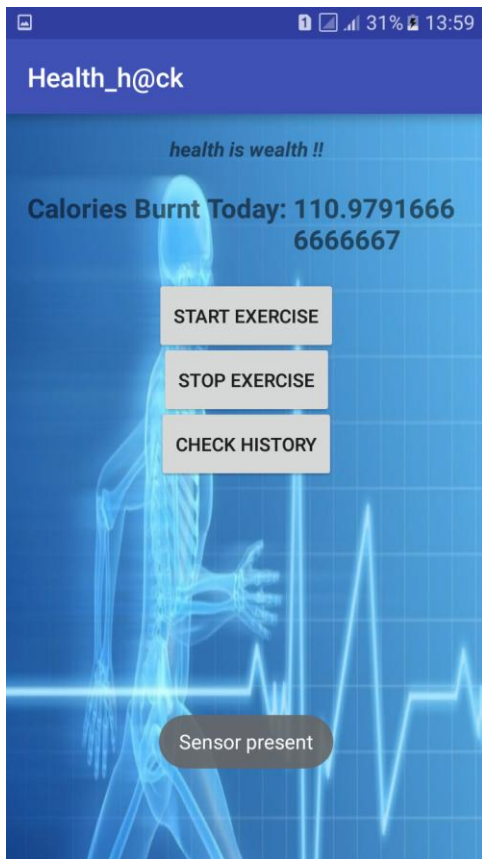 1 31% 13:59
Health_h@ck
health is wealth !!
Calories Burnt Today: 110.9791666
6666667
START EXERCISE
STOP EXERCISE
CHECK HISTORY
Sensor present